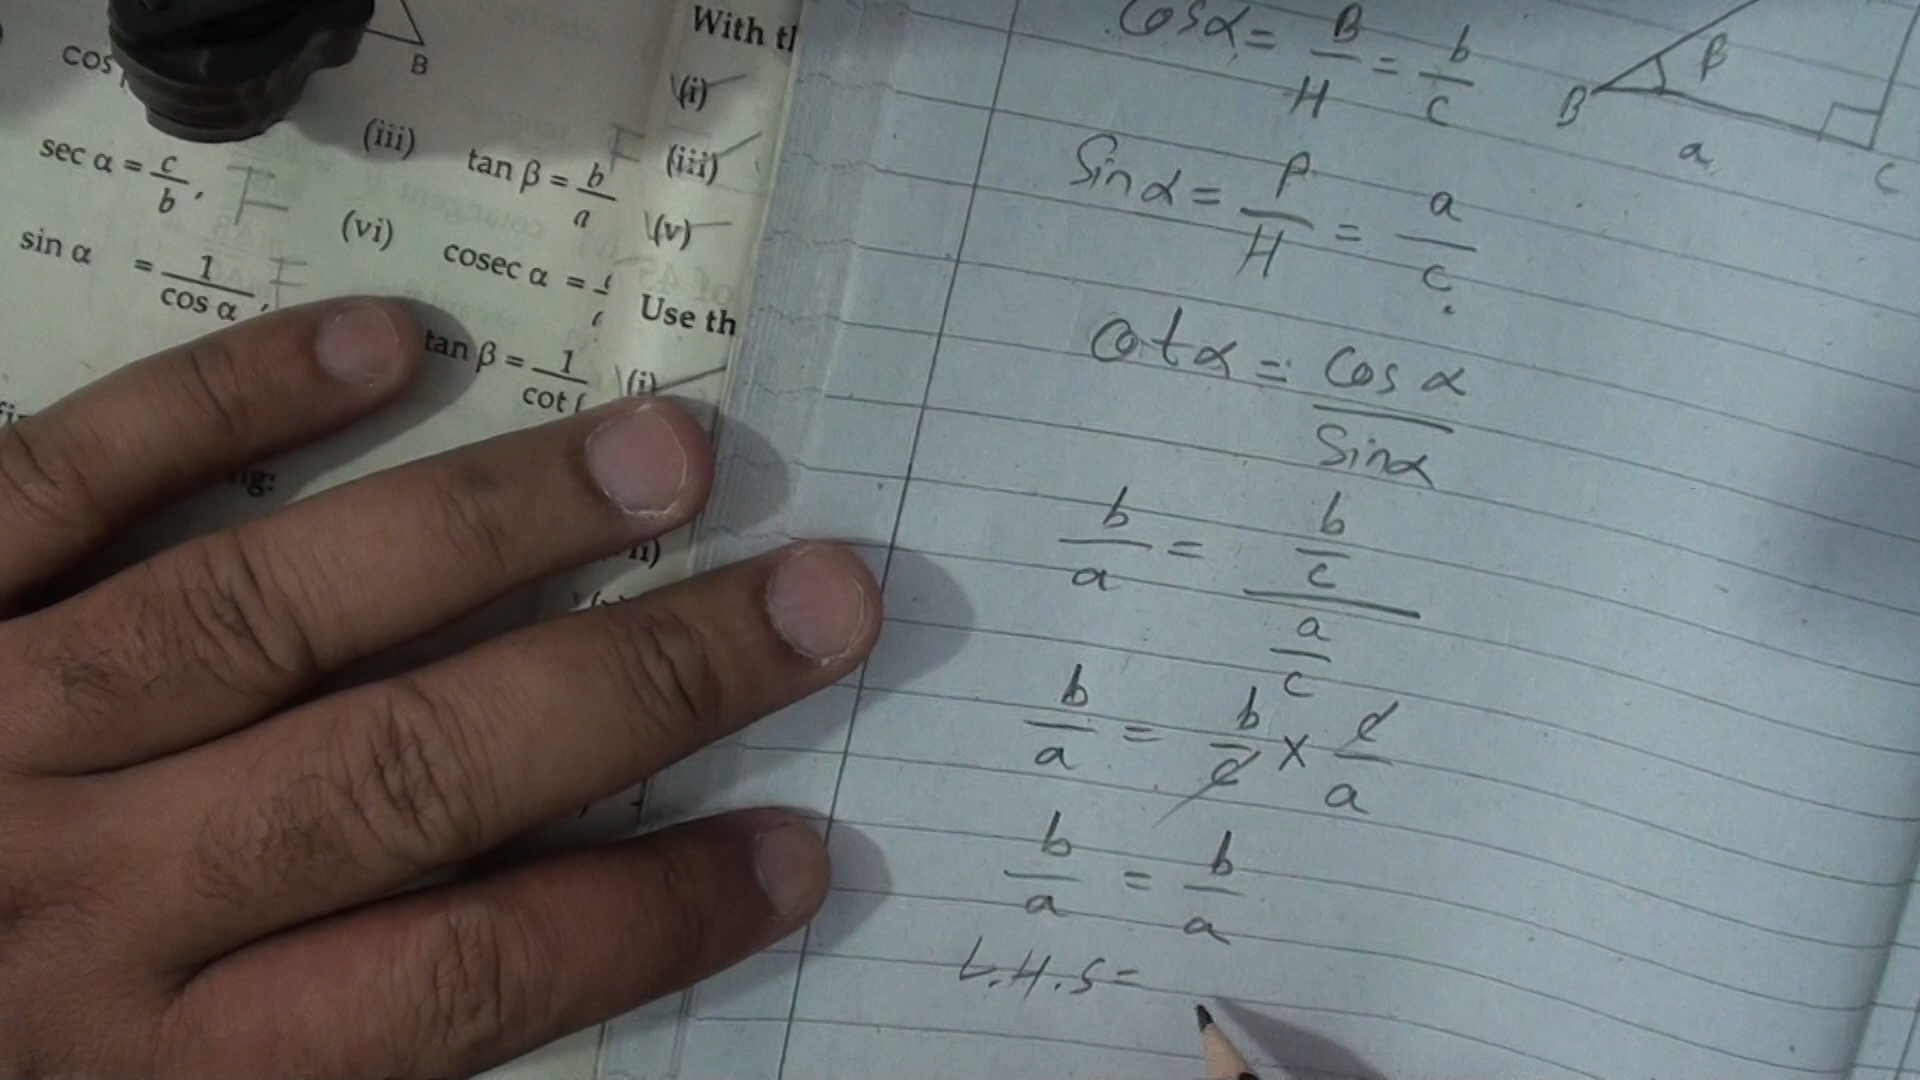 B
cos
sec α = c/b, F
(iii) tan β = b/a F
sin α = 1/cos α, F
(vi) cosec α =
tan β = 1/cot
With th
(i)
(iii)
(v)
Use th
(i)
Cosα = B/H = b/c
B β a C
Sinα = P/H = a/c
Cotα = Cosα/Sinα
b/a = b/c / a/c
b/a = b/c × c/a
b/a = b/a
L.H.S =